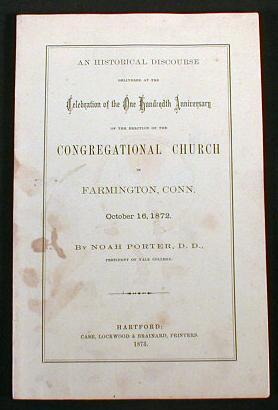 AN HISTORICAL DISCOURSE
DELIVERED AT THE
Celebration of the One Hundredth Anniversary
OF THE ERECTION OF THE
CONGREGATIONAL CHURCH
IN
FARMINGTON, CONN.
October 16, 1872.
BY NOAH PORTER, D. D.,
PRESIDENT OF YALE COLLEGE.
HARTFORD:
CASE, LOCKWOOD & BRAINARD, PRINTERS.
1873.